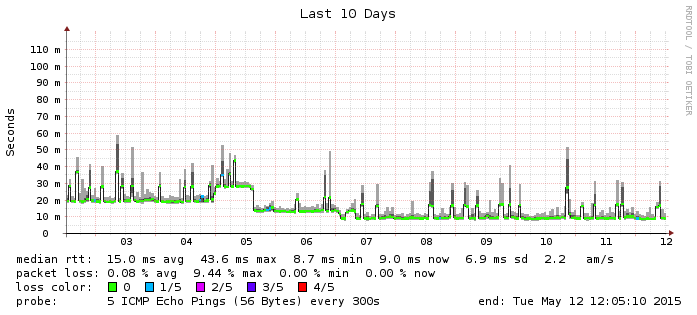 Last 10 Days
RRDTOOL / TOBI OETIKER
Seconds
110 m
100 m
90 m
80 m
70 m
60 m
50 m
40 m
30 m
20 m
10 m
0
03 04 05 06 07 08 09 10 11 12
median rtt: 15.0 ms avg 43.6 ms max 8.7 ms min 9.0 ms now 6.9 ms sd 2.2 am/s
packet loss: 0.08 % avg 9.44 % max 0.00 % min 0.00 % now
loss color: 0 1/5 2/5 3/5 4/5
probe: 5 ICMP Echo Pings (56 Bytes) every 300s end: Tue May 12 12:05:10 2015